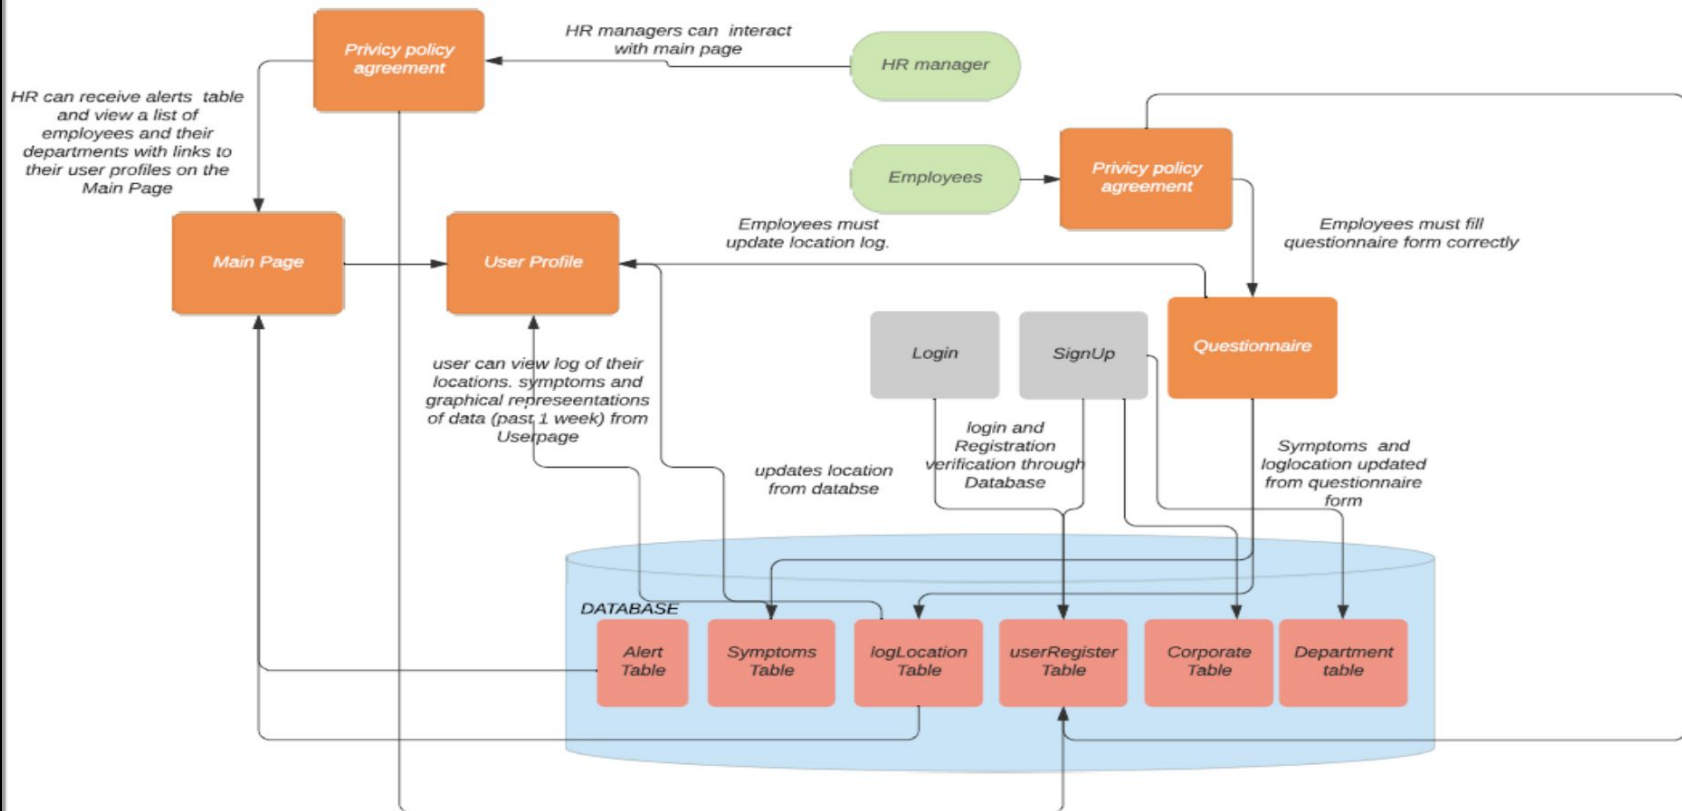 Privicy policy
agreement
HR managers can interact
with main page
HR manager
HR can receive alerts table
and view a list of
employees and their
departments with links to
their user profiles on the
Main Page
Employees
Privicy policy
agreement
Employees must
update location log.
Employees must fill
questionnaire form correctly
Main Page
User Profile
Login
SignUp
Questionnaire
user can view log of their
locations. symptoms and
graphical represeentations
of data (past 1 week) from
Userpage
updates location
from databse
login and
Registration
verification through
Database
Symptoms and
loglocation updated
from questionnaire
form
DATABASE
Alert
Table
Symptoms
Table
logLocation
Table
userRegister
Table
Corporate
Table
Department
table